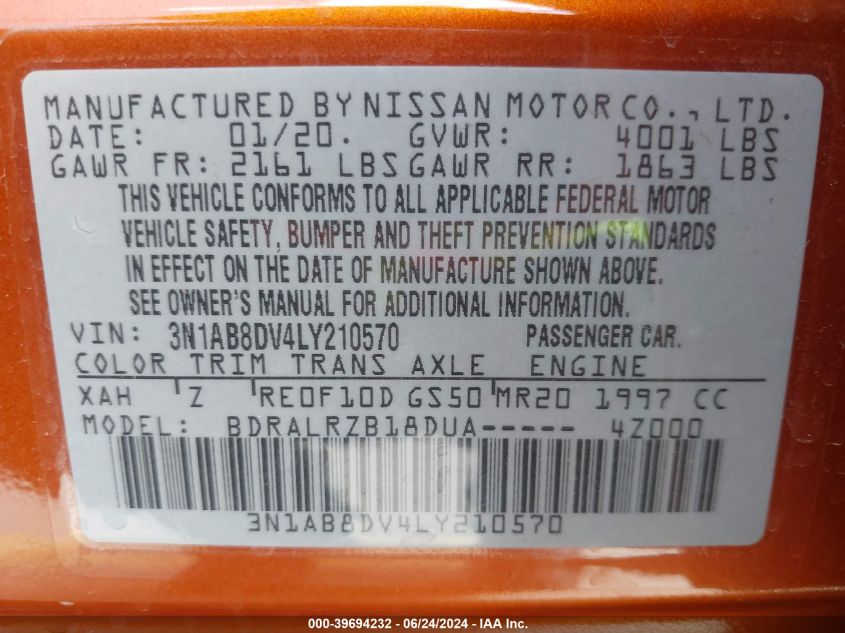 MANUFACTURED BY NISSAN MOTOR CO., LTD.
DATE: 01/20. GVWR: 4001 LBS
GAWR FR: 2161 LBS GAWR RR: 1863 LBS
THIS VEHICLE CONFORMS TO ALL APPLICABLE FEDERAL MOTOR
VEHICLE SAFETY, BUMPER AND THEFT PREVENTION STANDARDS
IN EFFECT ON THE DATE OF MANUFACTURE SHOWN ABOVE.
SEE OWNER'S MANUAL FOR ADDITIONAL INFORMATION.
VIN: 3N1AB8DV4LY210570 PASSENGER CAR.
COLOR TRIM TRANS AXLE ENGINE
XAH Z RE0F10D GS50 MR20 1997 CC
MODEL: BDRALRZB18DUA----- 4Z000
3N1AB8DV4LY210570
000-39694232 - 06/24/2024 - IAA Inc.